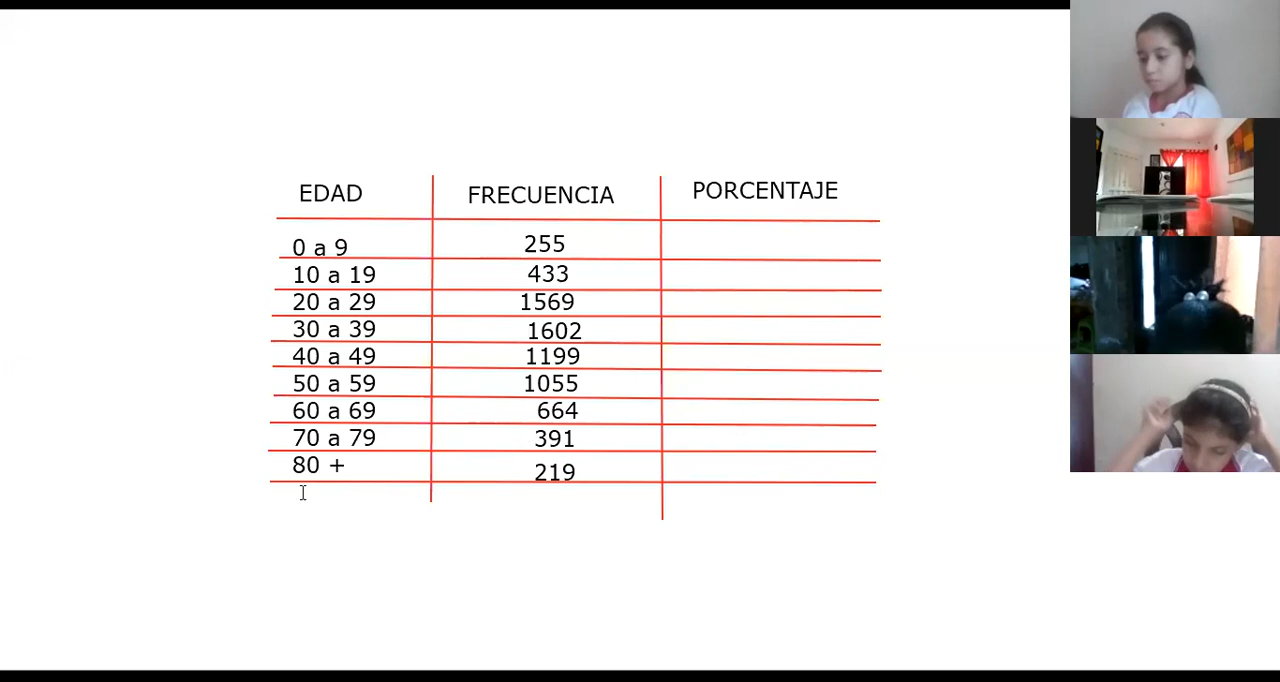 EDAD FRECUENCIA PORCENTAJE
0 a 9 255
10 a 19 433
20 a 29 1569
30 a 39 1602
40 a 49 1199
50 a 59 1055
60 a 69 664
70 a 79 391
80 + 219